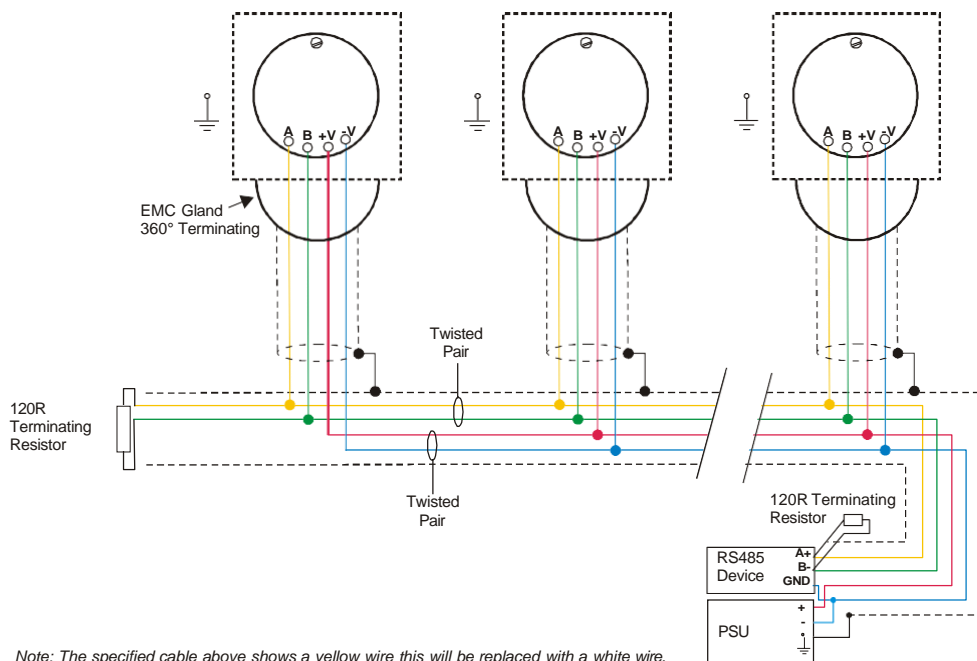 A B +V -V
A B +V -V
A B +V -V
EMC Gland
360° Terminating
Twisted
Pair
120R
Terminating
Resistor
Twisted
Pair
120R Terminating
Resistor
RS485
Device
A+
B-
GND
PSU
+
-
Note: The specified cable above shows a yellow wire this will be replaced with a white wire.